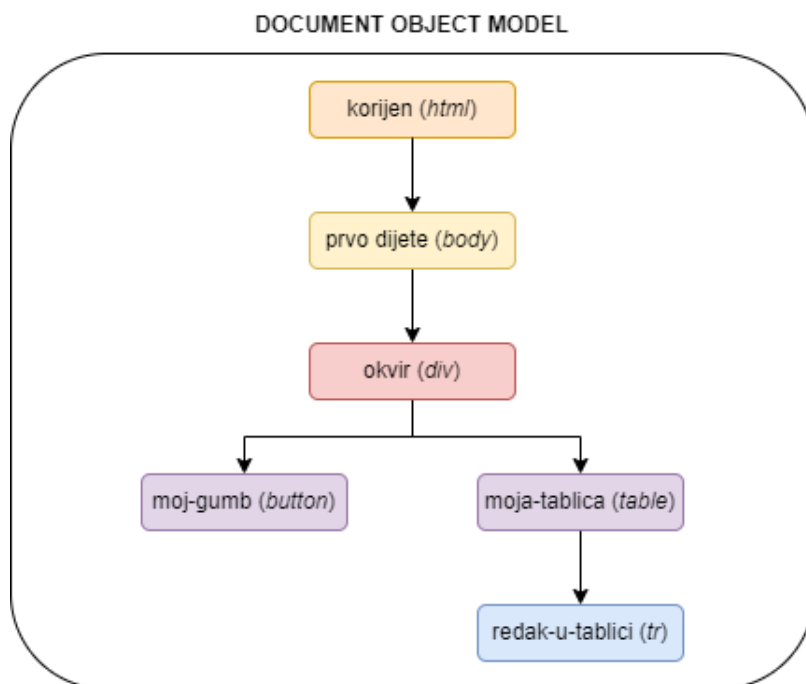 DOCUMENT OBJECT MODEL
korijen (html)
prvo dijete (body)
okvir (div)
moj-gumb (button)
moja-tablica (table)
redak-u-tablici (tr)